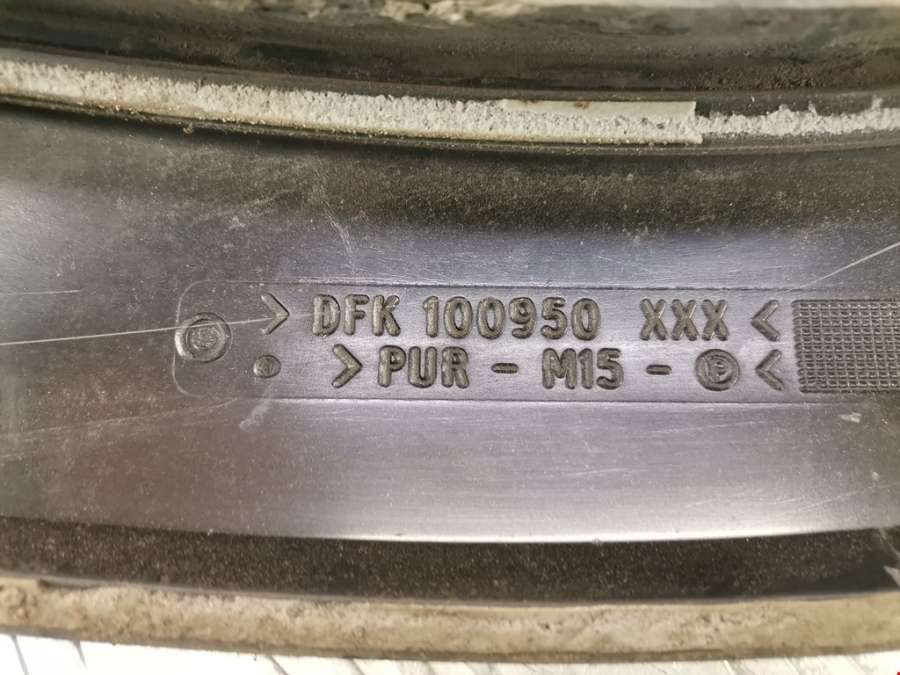 > DFK 100950 XXX <
> PUR - M15 - Ⓟ <